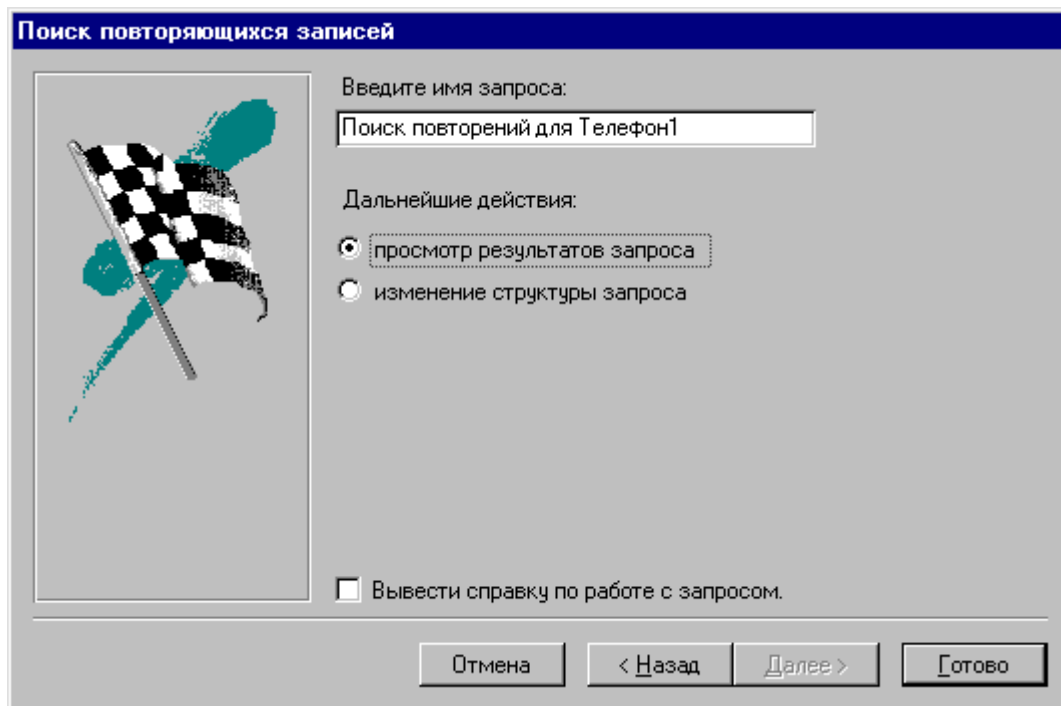 Поиск повторяющихся записей
Введите имя запроса:
Поиск повторений для Телефон1
Дальнейшие действия:
просмотр результатов запроса
изменение структуры запроса
Вывести справку по работе с запросом.
Отмена
< Назад
Далее >
Готово